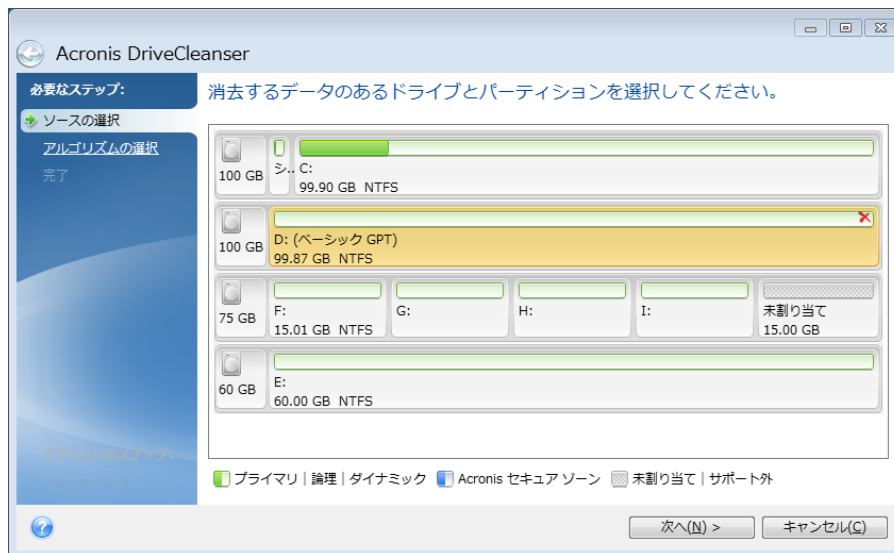 Acronis DriveCleanser
必要なステップ:
ソースの選択
アルゴリズムの選択
完了
消去するデータのあるドライブとパーティションを選択してください。
100 GB
シ..
C:
99.90 GB NTFS
100 GB
D: (ベーシック GPT)
99.87 GB NTFS
75 GB
F:
15.01 GB NTFS
G:
H:
I:
未割り当て
15.00 GB
60 GB
E:
60.00 GB NTFS
プライマリ | 論理 | ダイナミック
Acronis セキュア ゾーン
未割り当て | サポート外
次へ(N) >
キャンセル(C)